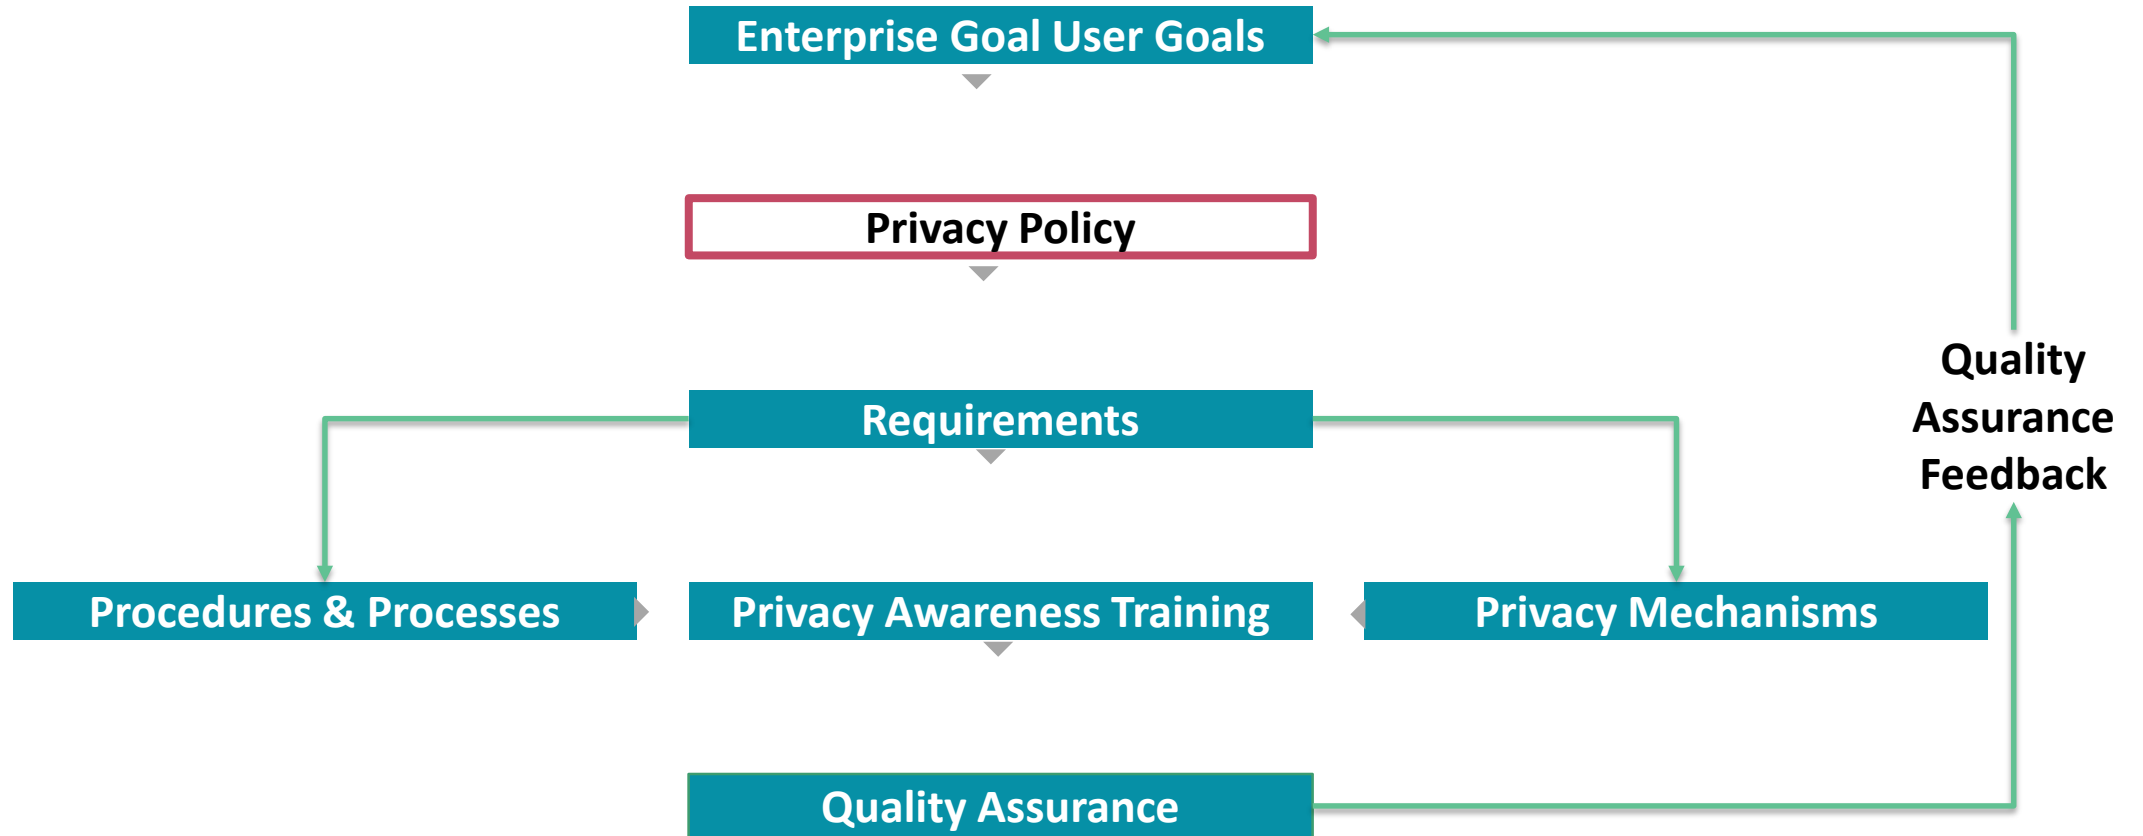 Enterprise Goal User Goals
Privacy Policy
Requirements
Quality
Assurance
Feedback
Procedures & Processes
Privacy Awareness Training
Privacy Mechanisms
Quality Assurance